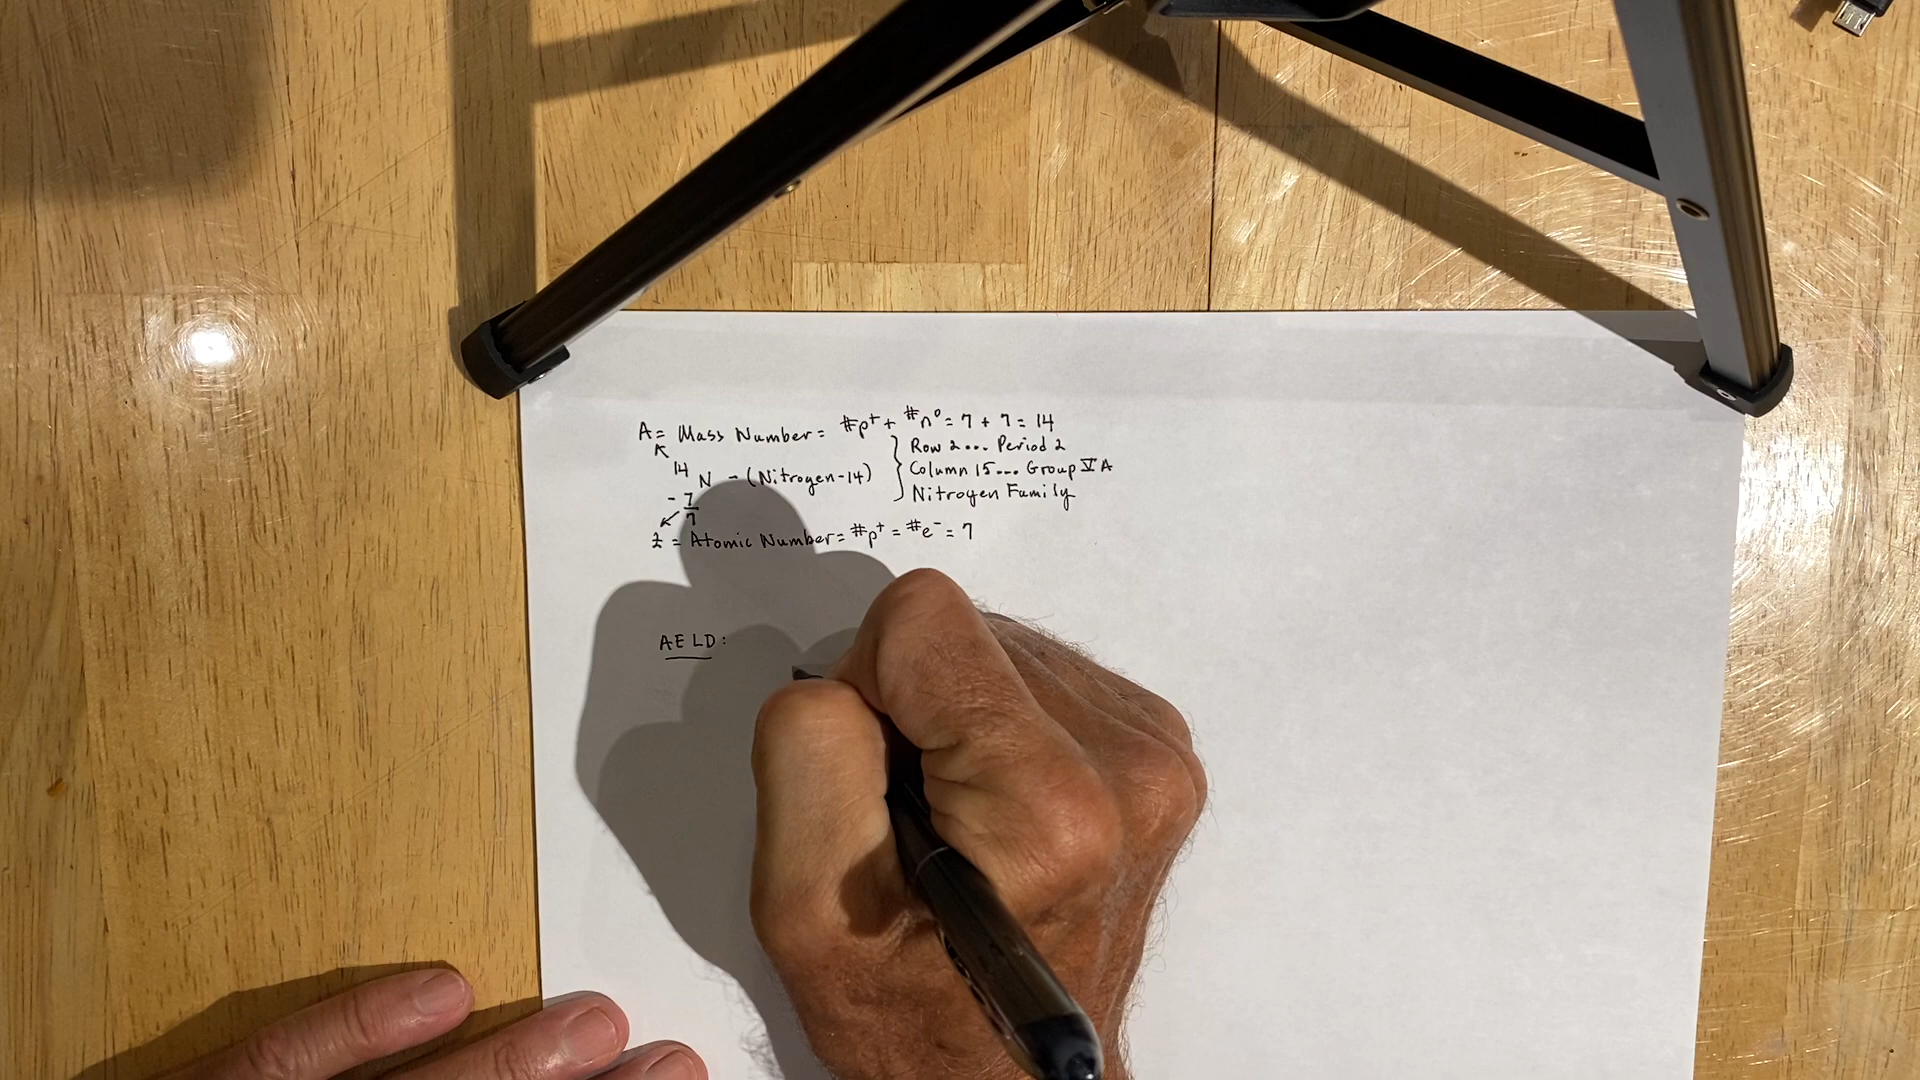 A = Mass Number = #p⁺ + #n⁰ = 7 + 7 = 14
Row 2... Period 2
14 N - (Nitrogen-14)
Column 15... Group VA
- 7
Nitrogen Family
7
Z = Atomic Number = #p⁺ = #e⁻ = 7
AELD: